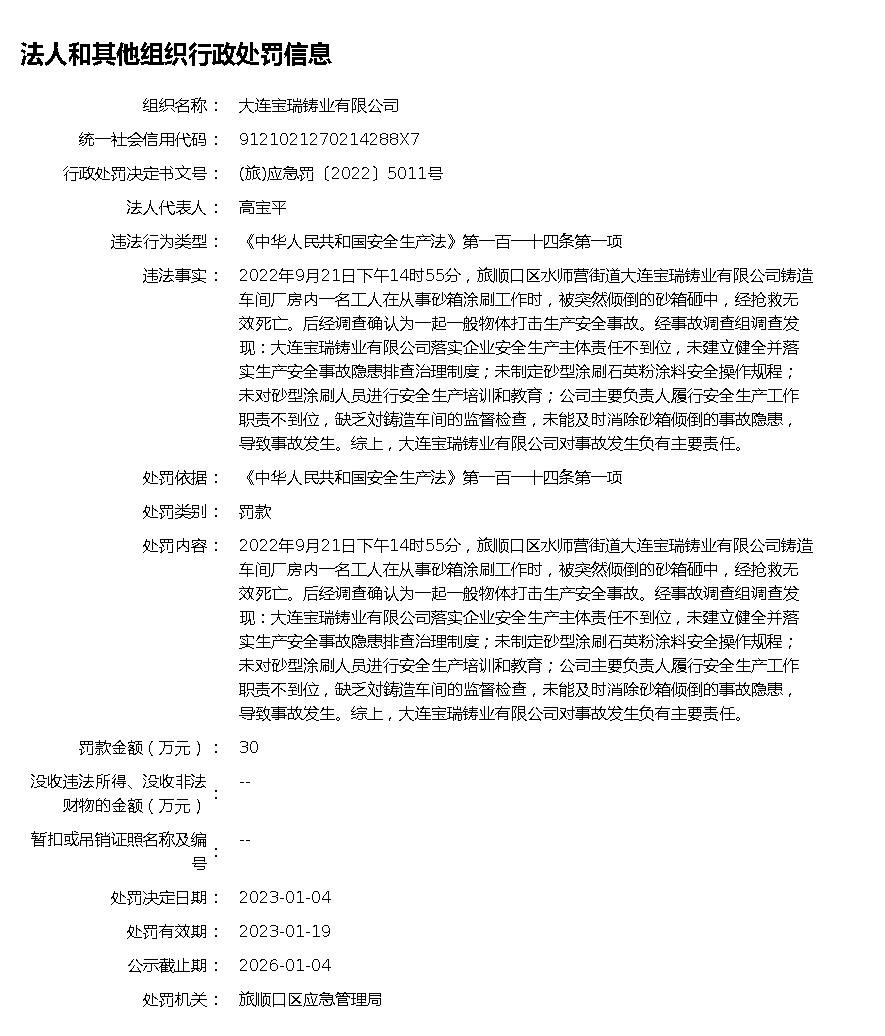 法人和其他组织行政处罚信息
组织名称： 大连宝瑞铸业有限公司
统一社会信用代码： 9121021270214288X7
行政处罚决定书文号： (旅)应急罚〔2022〕5011号
法人代表人： 高宝平
违法行为类型： 《中华人民共和国安全生产法》第一百一十四条第一项
违法事实： 2022年9月21日下午14时55分，旅顺口区水师营街道大连宝瑞铸业有限公司铸造
车间厂房内一名工人在从事砂箱涂刷工作时，被突然倾倒的砂箱砸中，经抢救无
效死亡。后经调查确认为一起一般物体打击生产安全事故。经事故调查组调查发
现：大连宝瑞铸业有限公司落实企业安全生产主体责任不到位，未建立健全并落
实生产安全事故隐患排查治理制度；未制定砂型涂刷石英粉涂料安全操作规程；
未对砂型涂刷人员进行安全生产培训和教育；公司主要负责人履行安全生产工作
职责不到位，缺乏対鋳造车间的监督检查，未能及时消除砂箱倾倒的事故隐患，
导致事故发生。综上，大连宝瑞铸业有限公司对事故发生负有主要责任。
处罚依据： 《中华人民共和国安全生产法》第一百一十四条第一项
处罚类别： 罚款
处罚内容： 2022年9月21日下午14时55分，旅顺口区水师营街道大连宝瑞铸业有限公司铸造
车间厂房内一名工人在从事砂箱涂刷工作时，被突然倾倒的砂箱砸中，经抢救无
效死亡。后经调查确认为一起一般物体打击生产安全事故。经事故调查组调查发
现：大连宝瑞铸业有限公司落实企业安全生产主体责任不到位，未建立健全并落
实生产安全事故隐患排查治理制度；未制定砂型涂刷石英粉涂料安全操作规程；
未对砂型涂刷人员进行安全生产培训和教育；公司主要负责人履行安全生产工作
职责不到位，缺乏対鋳造车间的监督检查，未能及时消除砂箱倾倒的事故隐患，
导致事故发生。综上，大连宝瑞铸业有限公司对事故发生负有主要责任。
罚款金额（万元）： 30
没收违法所得、没收非法
财物的金额（万元）： --
暂扣或吊销证照名称及编
号： --
处罚决定日期： 2023-01-04
处罚有效期： 2023-01-19
公示截止期： 2026-01-04
处罚机关： 旅顺口区应急管理局